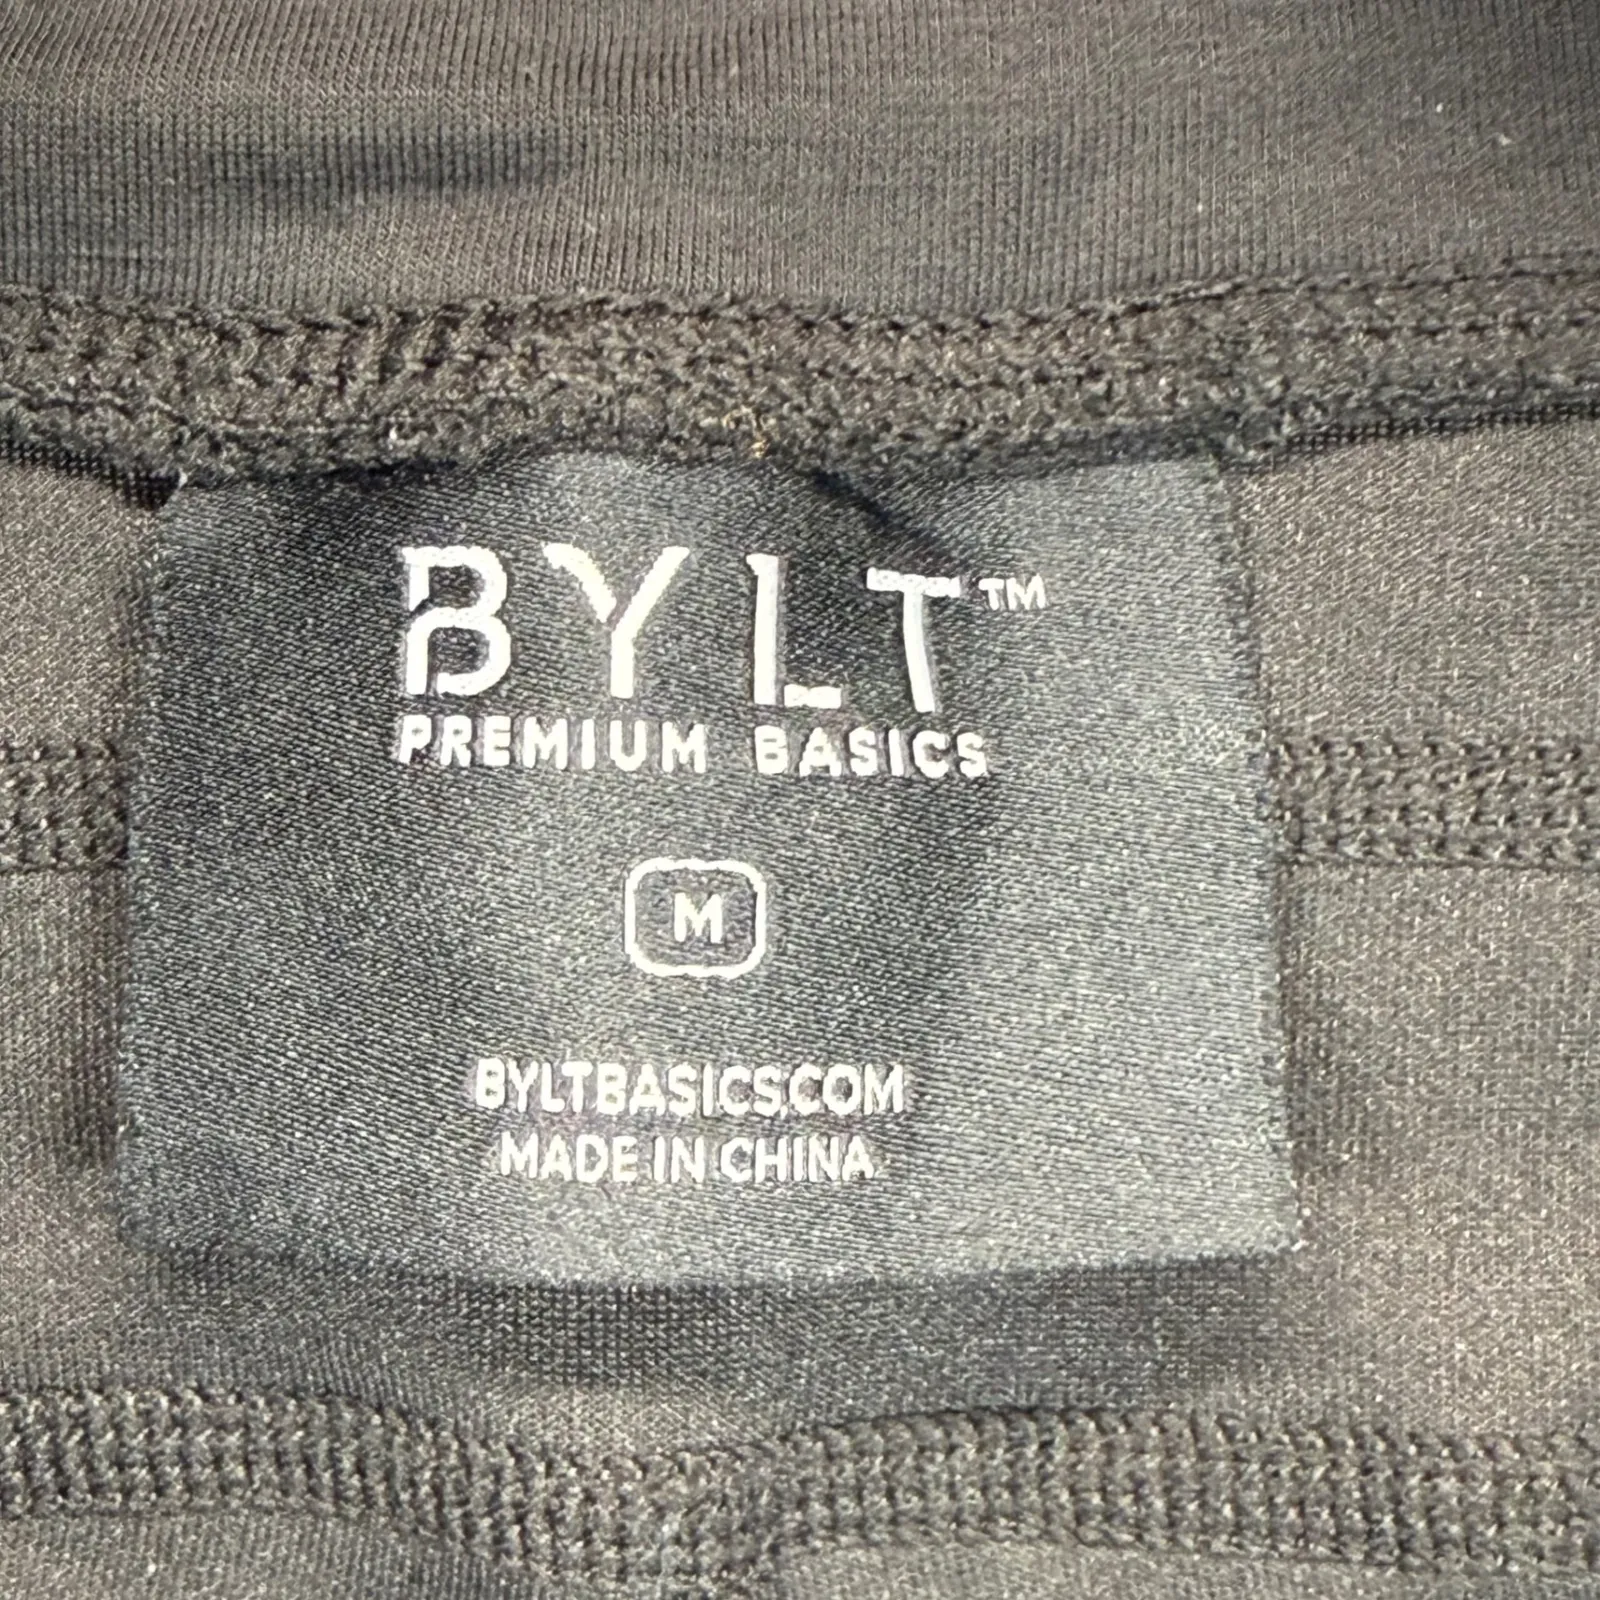 BYLT™
PREMIUM BASICS
M
BYLTBASICS.COM
MADE IN CHINA